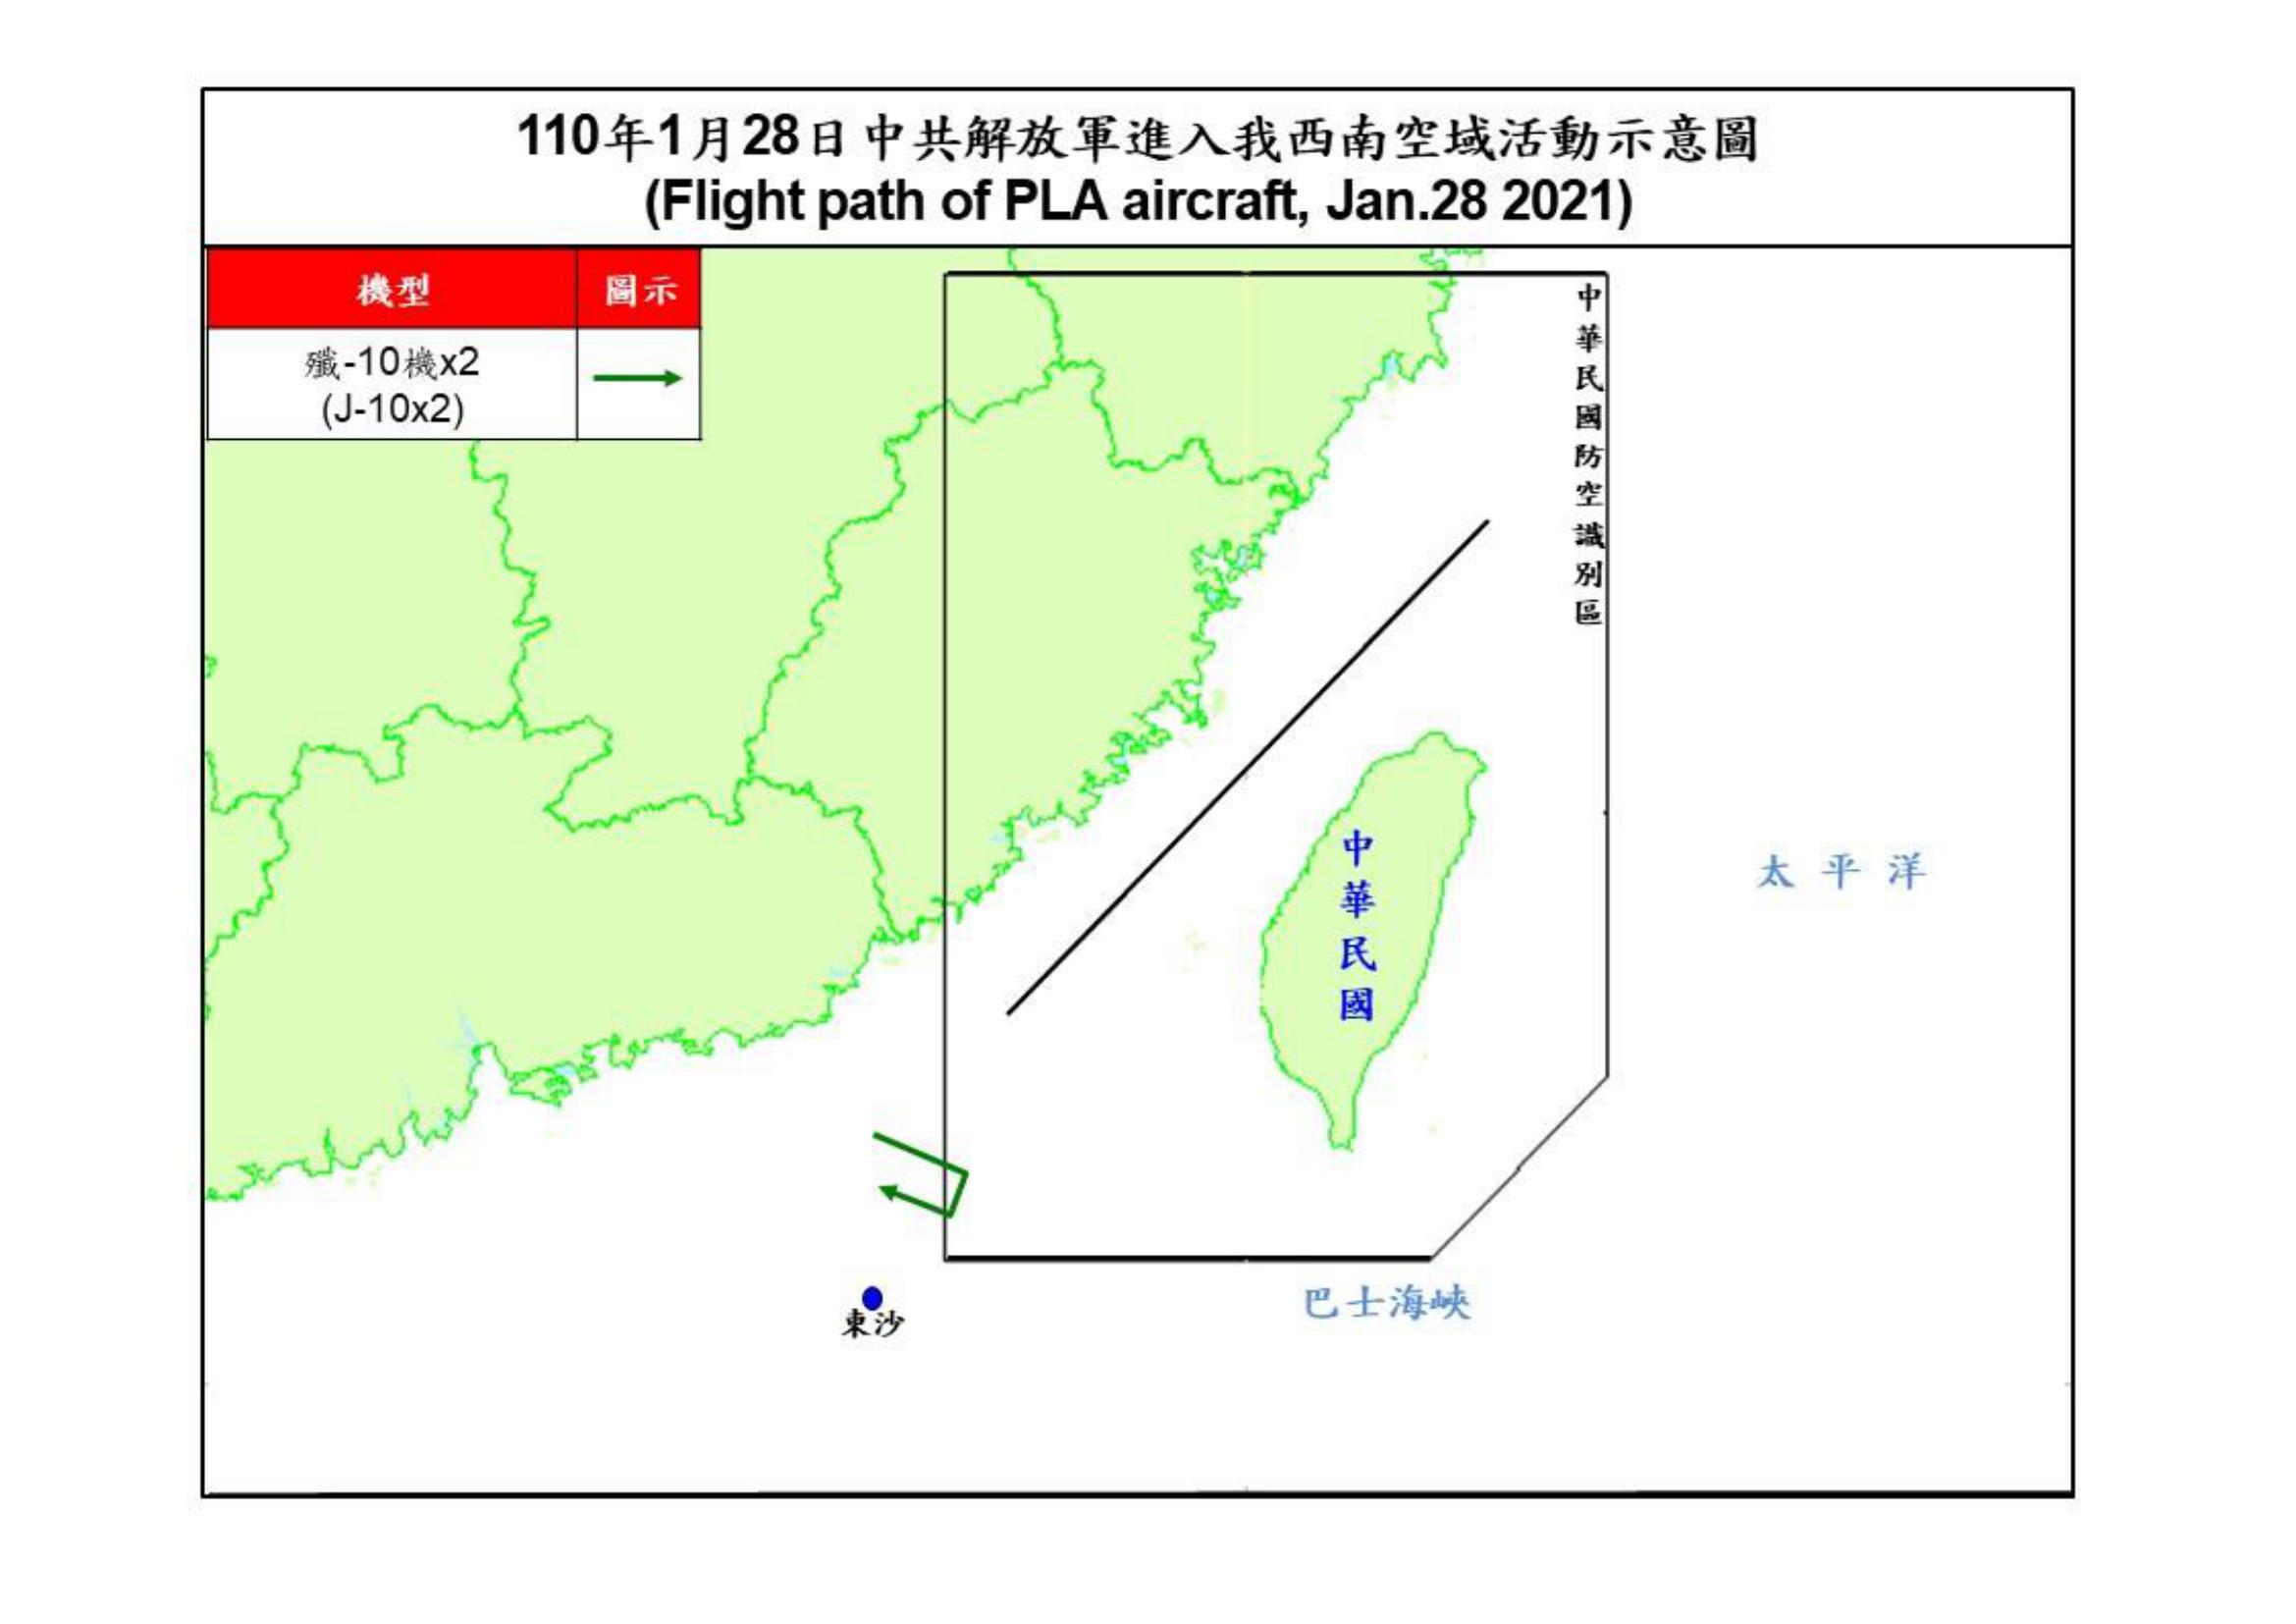 110年1月28日中共解放軍進入我西南空域活動示意圖
(Flight path of PLA aircraft, Jan.28 2021)
機型 圖示
殲-10機x2
(J-10x2)
中華民國防空識別區
中華民國
太平洋
巴士海峽
東沙